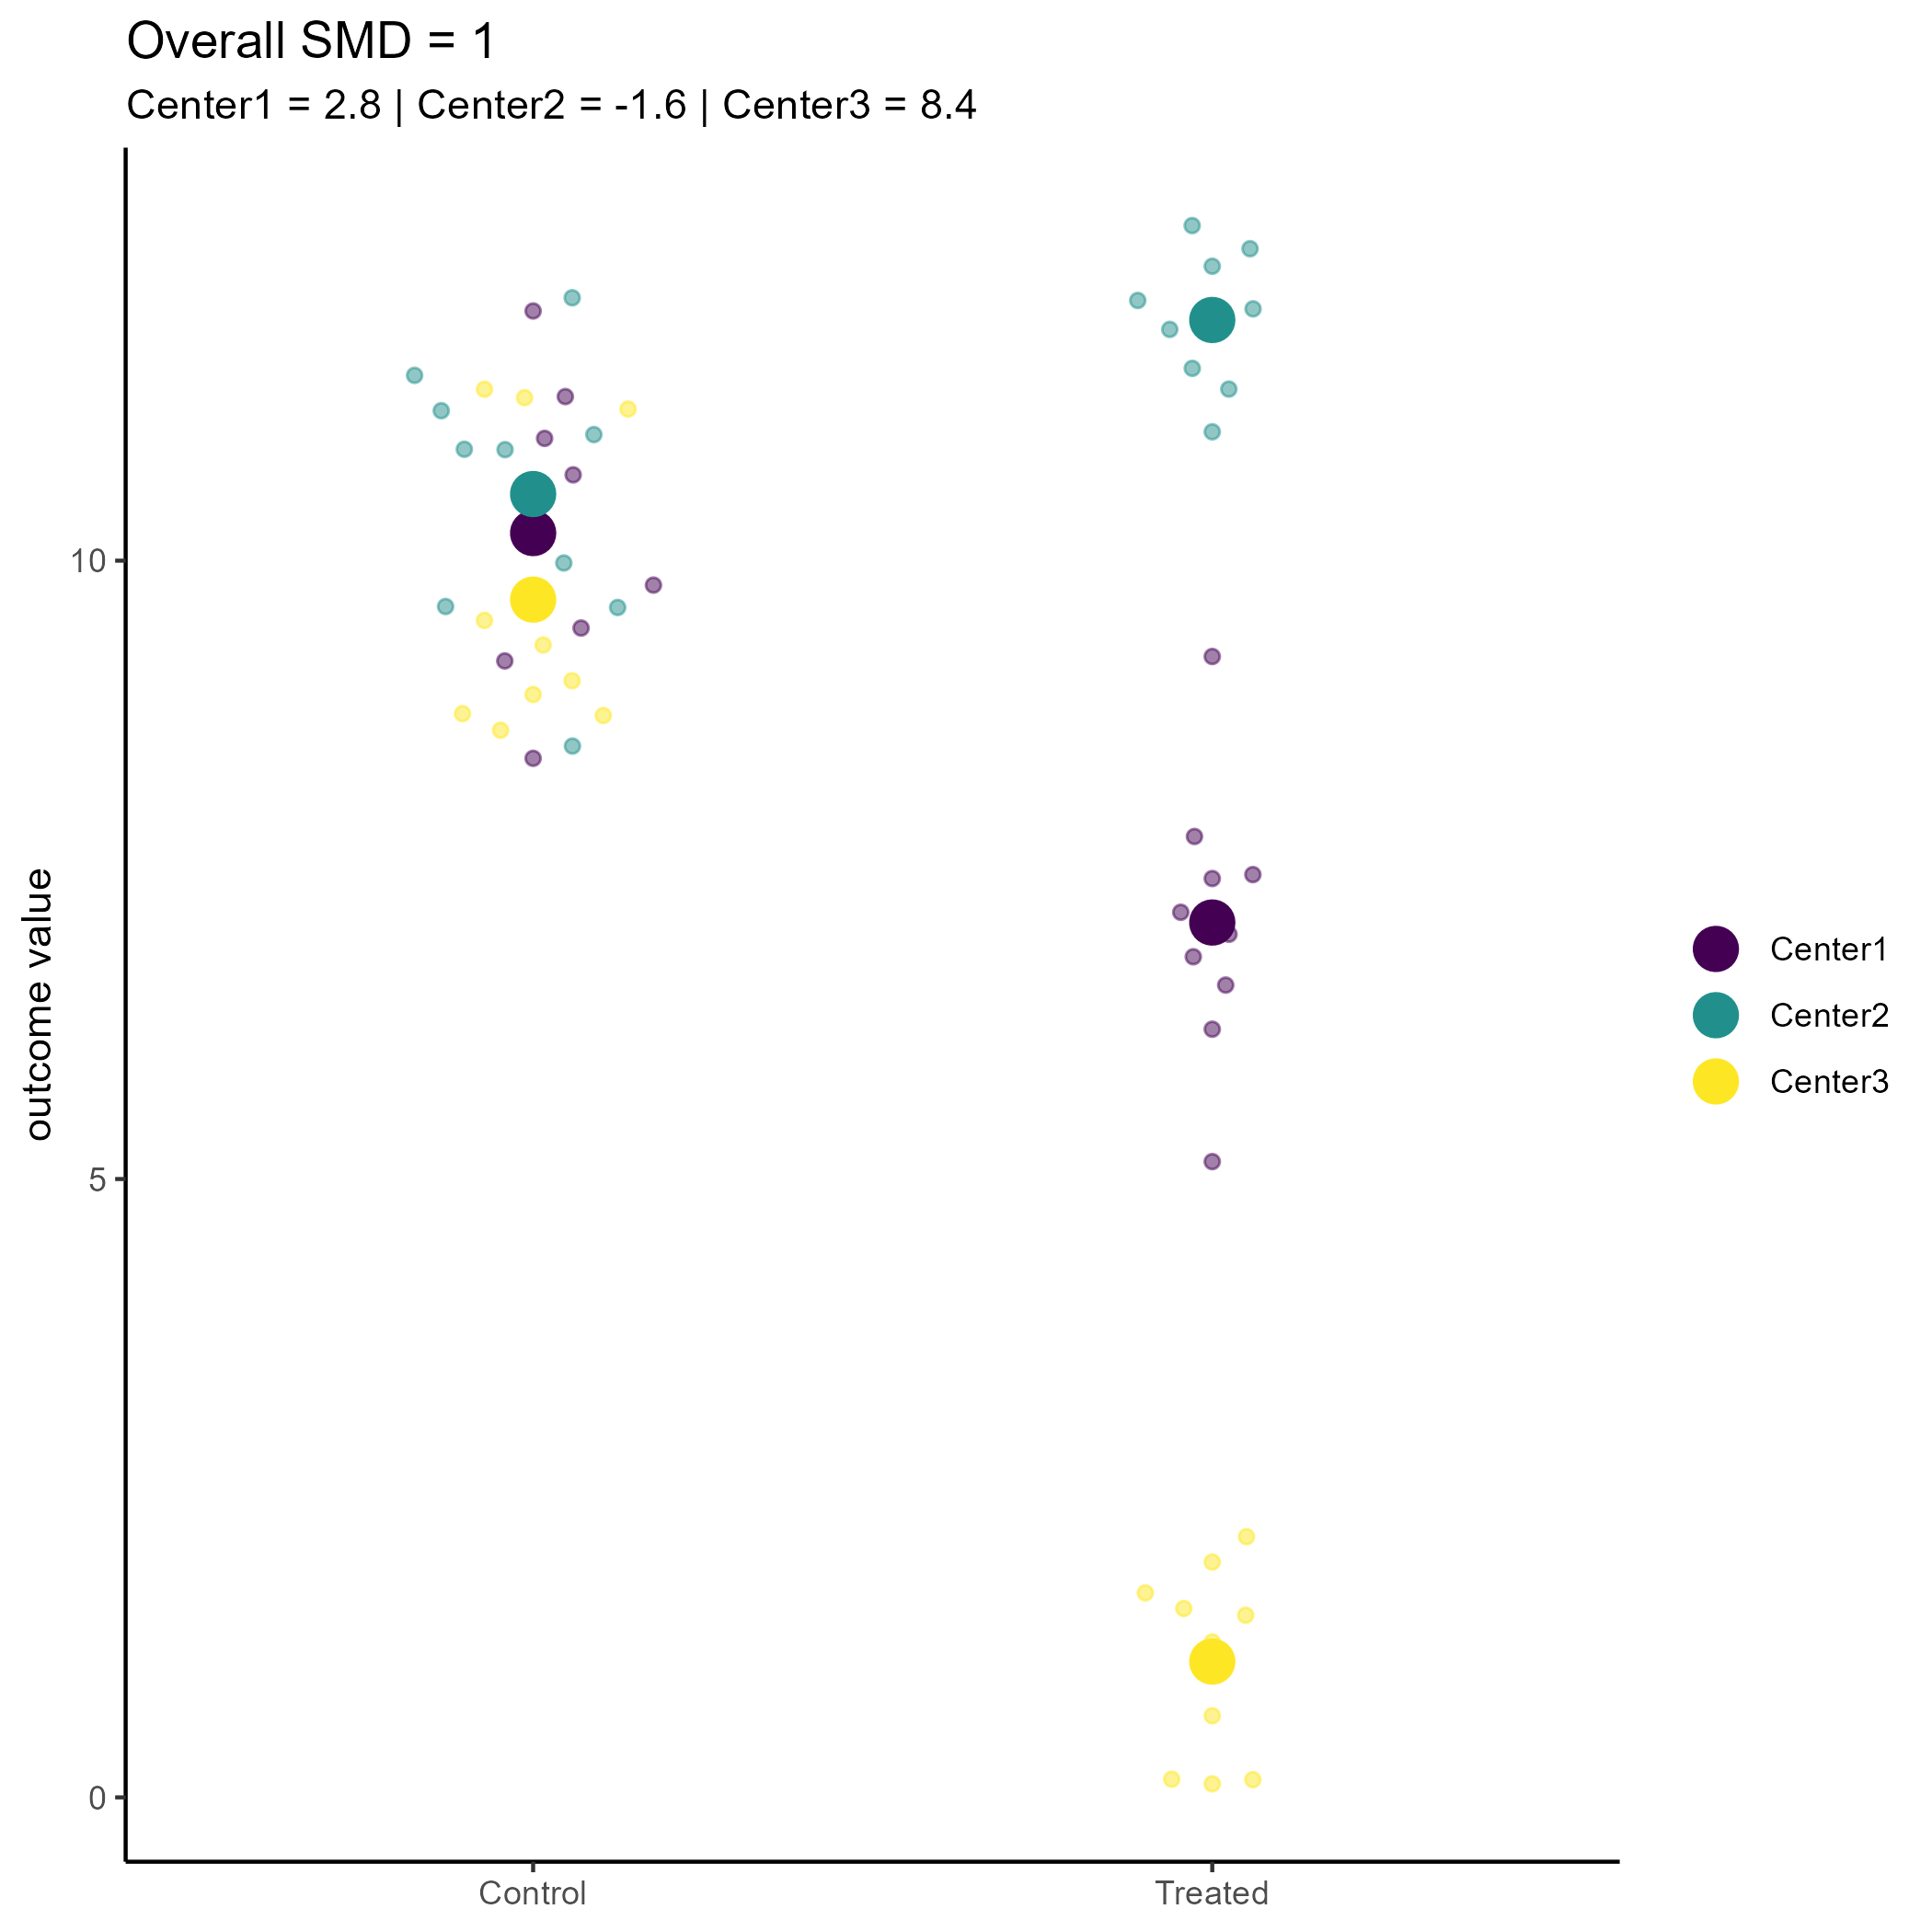 Overall SMD = 1
Center1 = 2.8 | Center2 = -1.6 | Center3 = 8.4
outcome value
10
5
0
Control
Treated
Center1
Center2
Center3